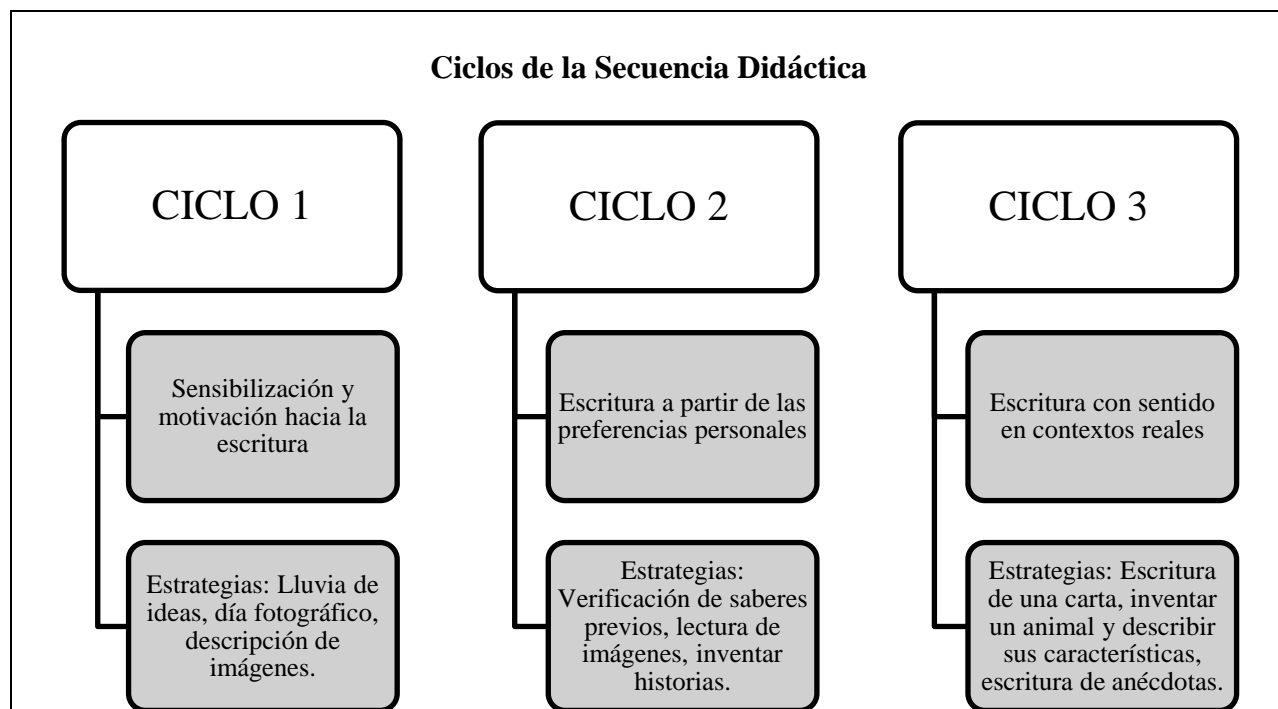 Ciclos de la Secuencia Didáctica
CICLO 1
Sensibilización y
motivación hacia la
escritura
Estrategias: Lluvia de
ideas, día fotográfico,
descripción de
imágenes.
CICLO 2
Escritura a partir de las
preferencias personales
Estrategias:
Verificación de saberes
previos, lectura de
imágenes, inventar
historias.
CICLO 3
Escritura con sentido
en contextos reales
Estrategias: Escritura
de una carta, inventar
un animal y describir
sus características,
escritura de anécdotas.